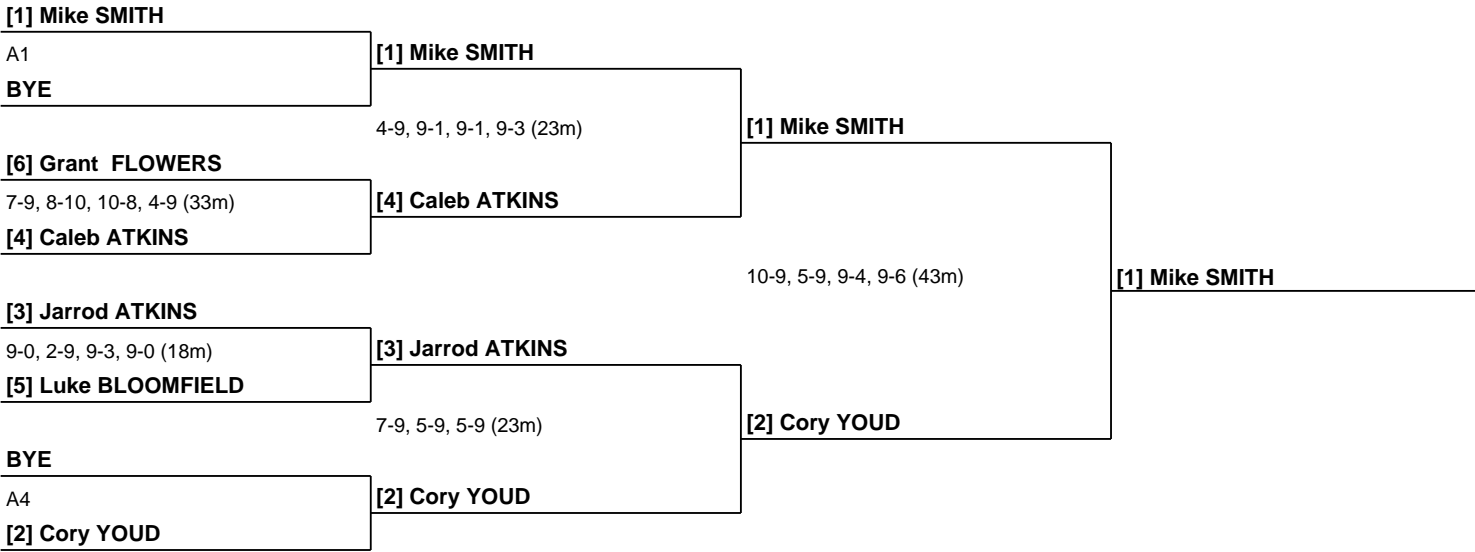 [1] Mike SMITH
A1
BYE
[1] Mike SMITH
4-9, 9-1, 9-1, 9-3 (23m)
[1] Mike SMITH
[6] Grant  FLOWERS
7-9, 8-10, 10-8, 4-9 (33m)
[4] Caleb ATKINS
[4] Caleb ATKINS
10-9, 5-9, 9-4, 9-6 (43m)
[1] Mike SMITH
[3] Jarrod ATKINS
9-0, 2-9, 9-3, 9-0 (18m)
[5] Luke BLOOMFIELD
[3] Jarrod ATKINS
7-9, 5-9, 5-9 (23m)
[2] Cory YOUD
BYE
A4
[2] Cory YOUD
[2] Cory YOUD